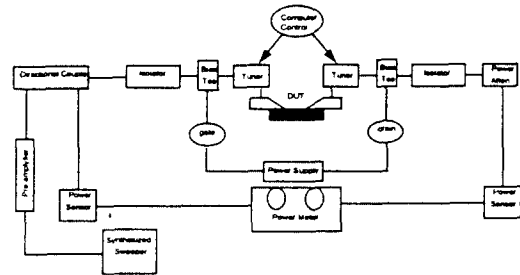 Computer
Control
Directional Coupler
Isolator
Bias
Tee
Tuner
Tuner
Bias
Tee
Isolator
Power
Atten
DUT
gate
drain
Pre amplifier
Power Supply
Power
Sensor
Power Meter
Power
Sensor
Synthesized
Sweeper